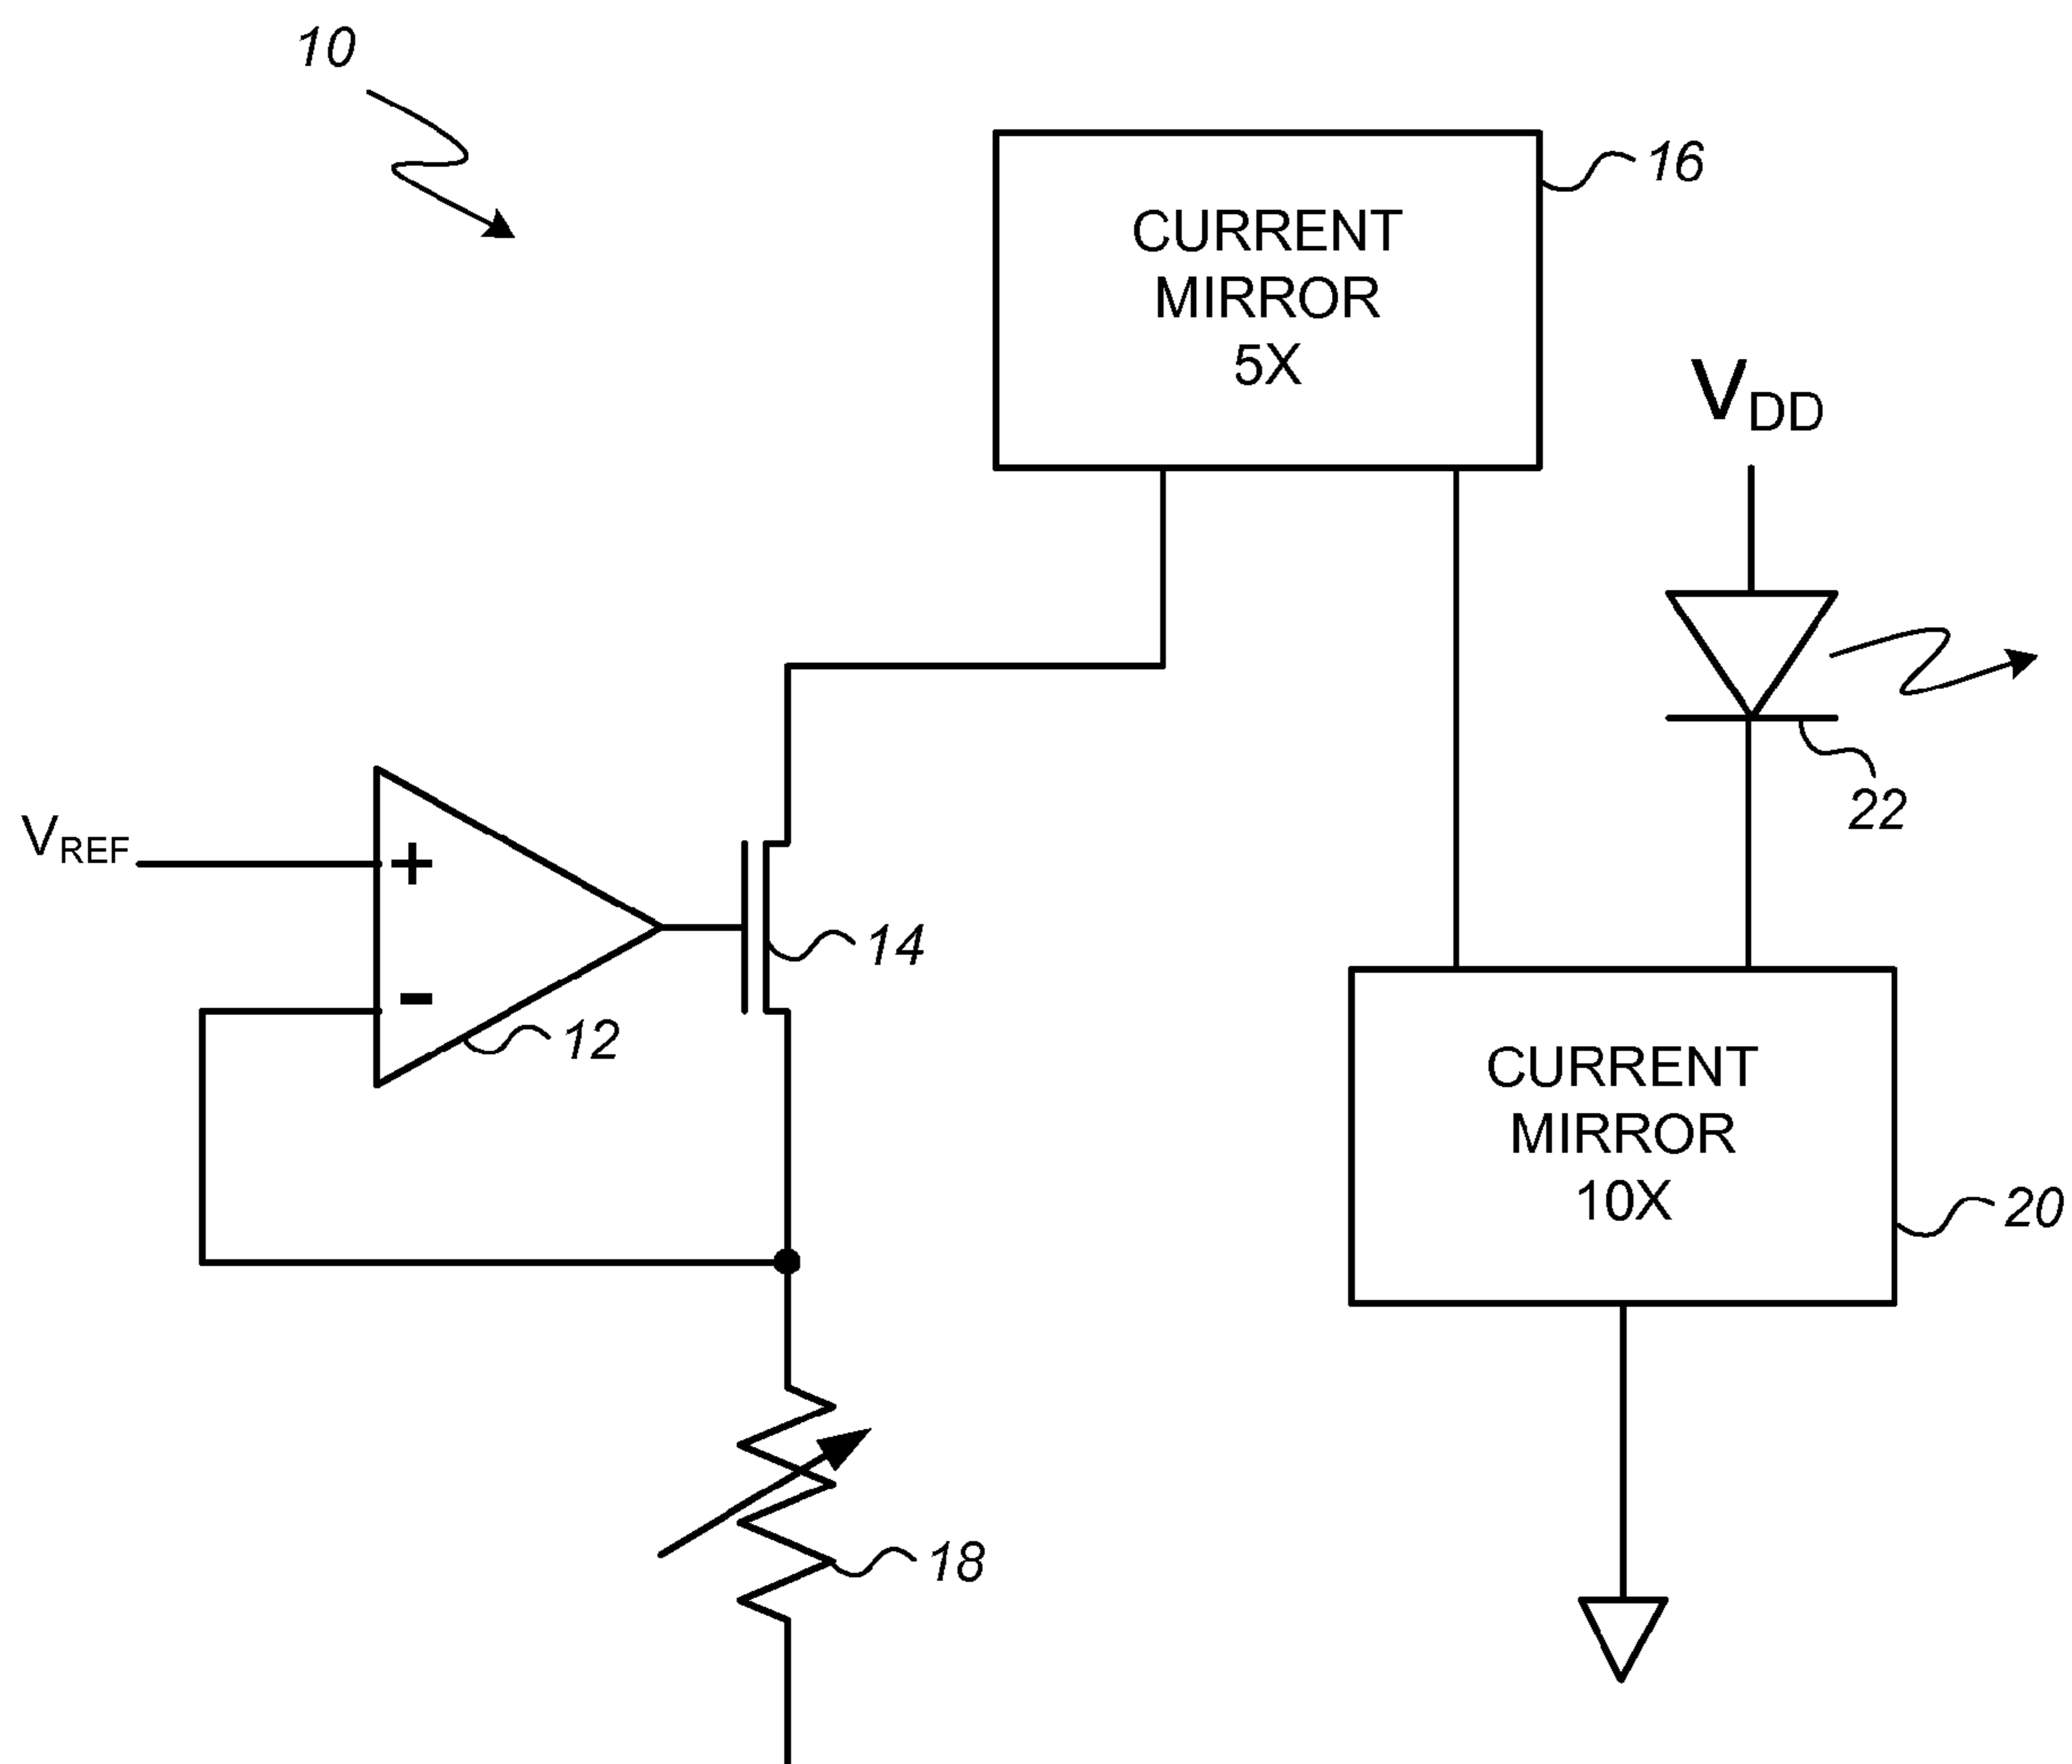 10
CURRENT
MIRROR
5X
16
VDD
22
VREF
+
-
12
14
CURRENT
MIRROR
10X
20
18